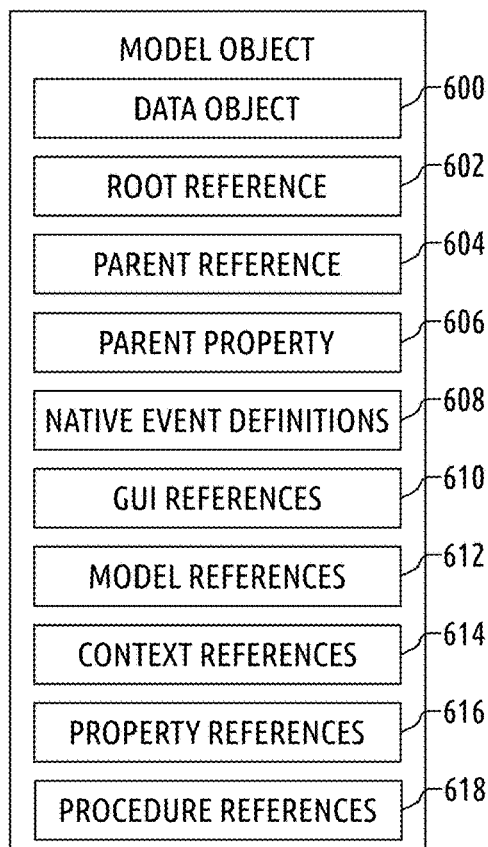 MODEL OBJECT
DATA OBJECT 600
ROOT REFERENCE 602
PARENT REFERENCE 604
PARENT PROPERTY 606
NATIVE EVENT DEFINITIONS 608
GUI REFERENCES 610
MODEL REFERENCES 612
CONTEXT REFERENCES 614
PROPERTY REFERENCES 616
PROCEDURE REFERENCES 618